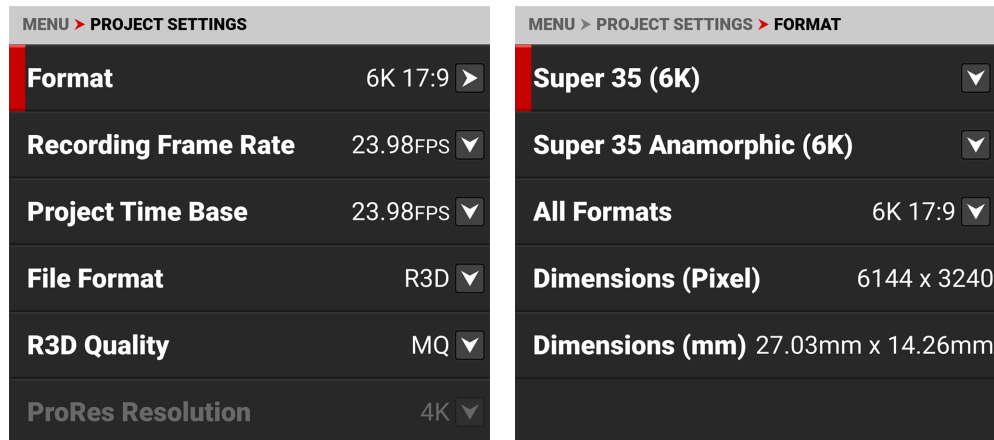 MENU > PROJECT SETTINGS
Format 6K 17:9
Recording Frame Rate 23.98FPS
Project Time Base 23.98FPS
File Format R3D
R3D Quality MQ
ProRes Resolution 4K
MENU > PROJECT SETTINGS > FORMAT
Super 35 (6K)
Super 35 Anamorphic (6K)
All Formats 6K 17:9
Dimensions (Pixel) 6144 x 3240
Dimensions (mm) 27.03mm x 14.26mm